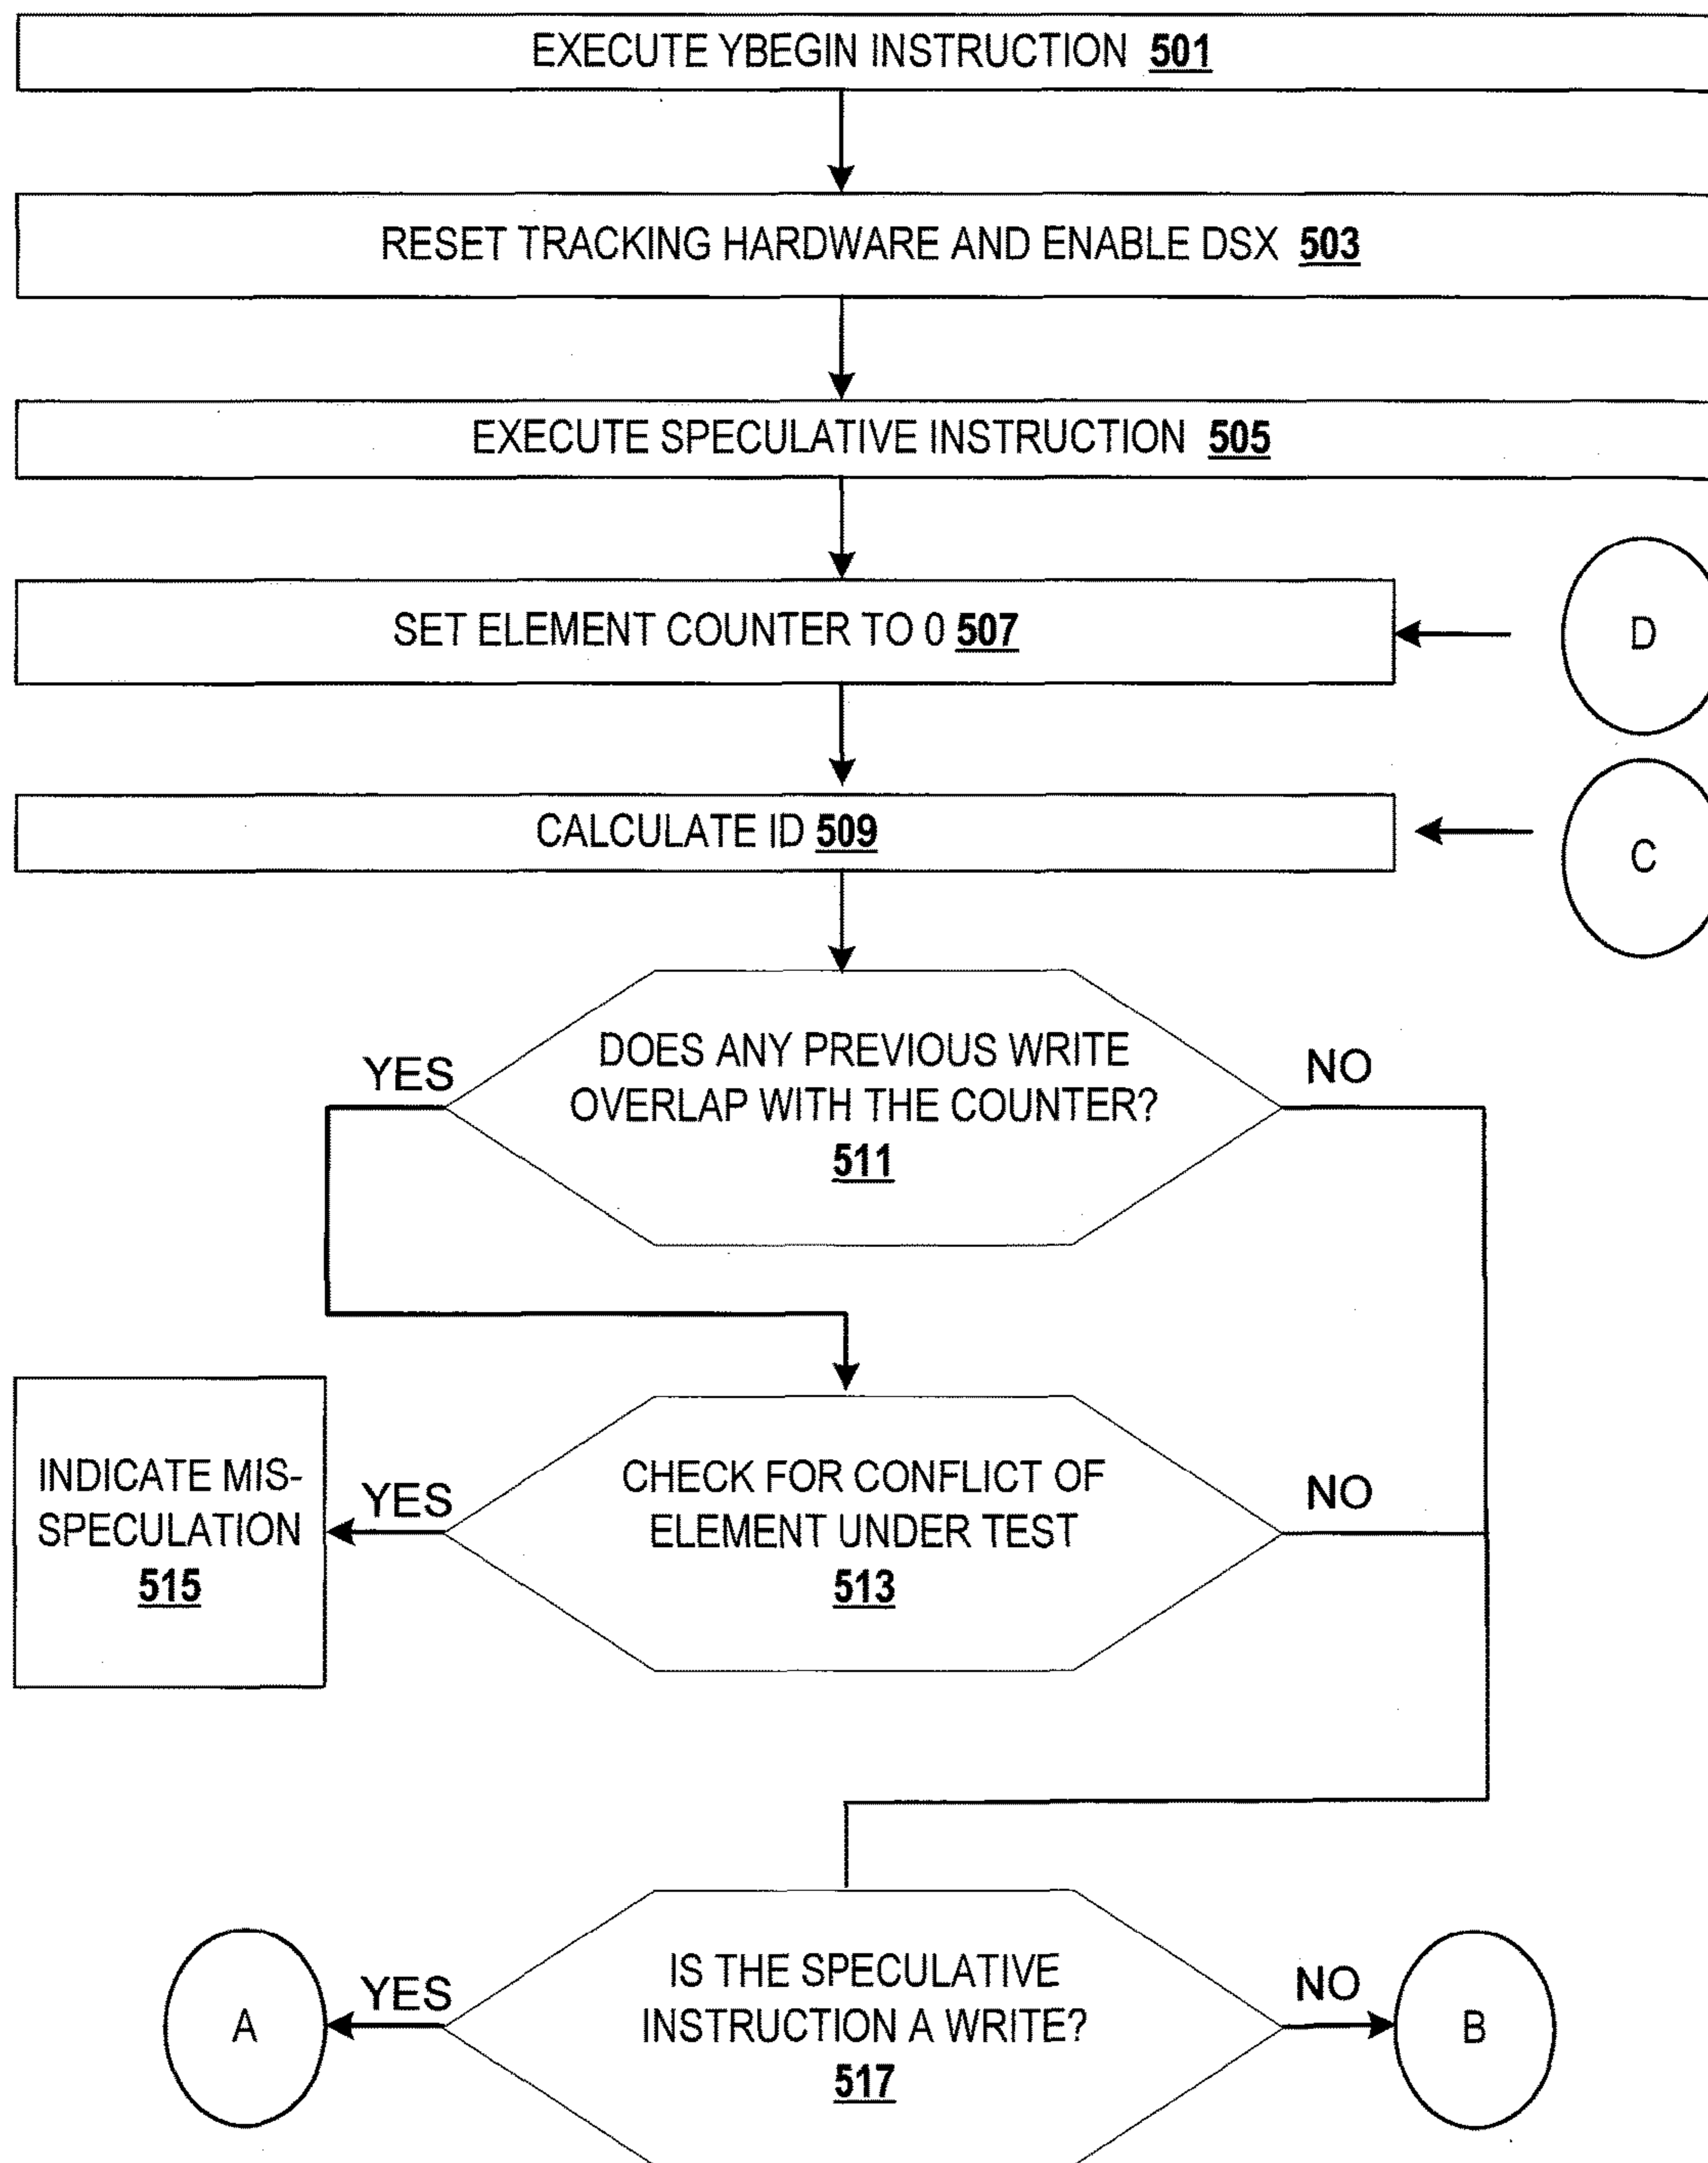 EXECUTE YBEGIN INSTRUCTION 501
RESET TRACKING HARDWARE AND ENABLE DSX 503
EXECUTE SPECULATIVE INSTRUCTION 505
SET ELEMENT COUNTER TO 0 507
D
CALCULATE ID 509
C
DOES ANY PREVIOUS WRITE
OVERLAP WITH THE COUNTER?
511
YES
NO
CHECK FOR CONFLICT OF
ELEMENT UNDER TEST
513
YES
NO
INDICATE MIS-
SPECULATION
515
IS THE SPECULATIVE
INSTRUCTION A WRITE?
517
YES
NO
A
B